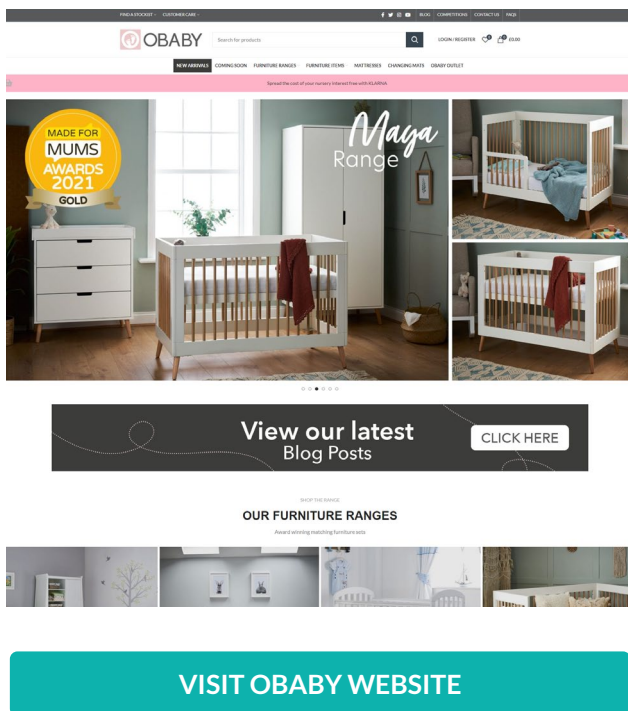 FIND A STOCKIST CUSTOMER CARE BLOG COMPETITIONS CONTACT US FAQS
OBABY Search for products LOGIN / REGISTER 0 0 £0.00
NEW ARRIVALS COMING SOON FURNITURE RANGES FURNITURE ITEMS MATTRESSES CHANGING MATS OBABY OUTLET
Spread the cost of your nursery interest free with KLARNA
MADE FOR
MUMS
AWARDS
2021
GOLD
Maya
Range
View our latest
Blog Posts
CLICK HERE
SHOP THE RANGE
OUR FURNITURE RANGES
Award winning matching furniture sets
VISIT OBABY WEBSITE